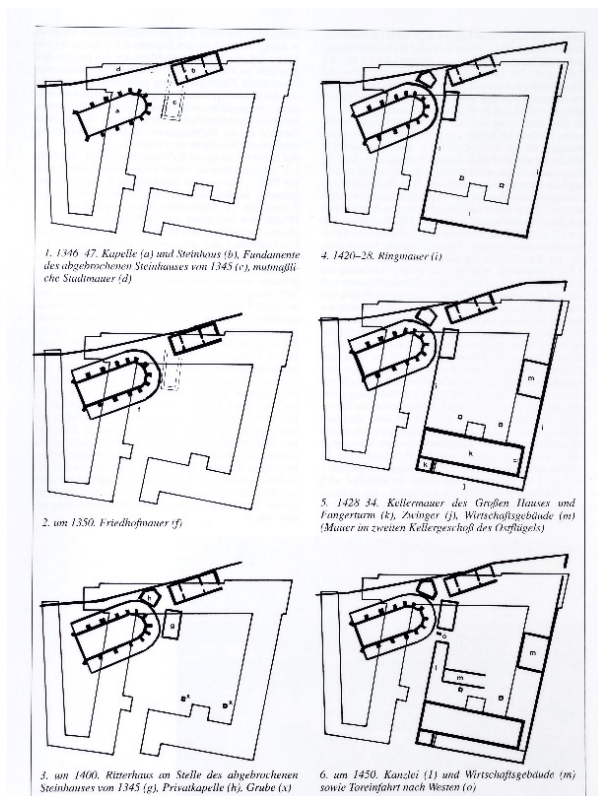 d
b
a
c
1. 1346 47. Kapelle (a) und Steinhaus (b), Fundamente
des abgebrochenen Steinhauses von 1345 (c), mutmaßli-
che Stadtmauer (d)
i
i
i
4. 1420–28. Ringmauer (i)
f
2. um 1350. Friedhofmauer (f)
m
i
i
k
k
j
5. 1428 34. Kellermauer des Großen Hauses und
Fangerturm (k), Zwinger (j), Wirtschaftsgebäude (m)
(Mauer im zweiten Kellergeschoß des Ostflügels)
h
g
x
x
3. um 1400. Ritterhaus an Stelle des abgebrochenen
Steinhauses von 1345 (g), Privatkapelle (h), Grube (x)
o
l
m
m
6. um 1450. Kanzlei (1) und Wirtschaftsgebäude (m)
sowie Toreinfahrt nach Westen (o)